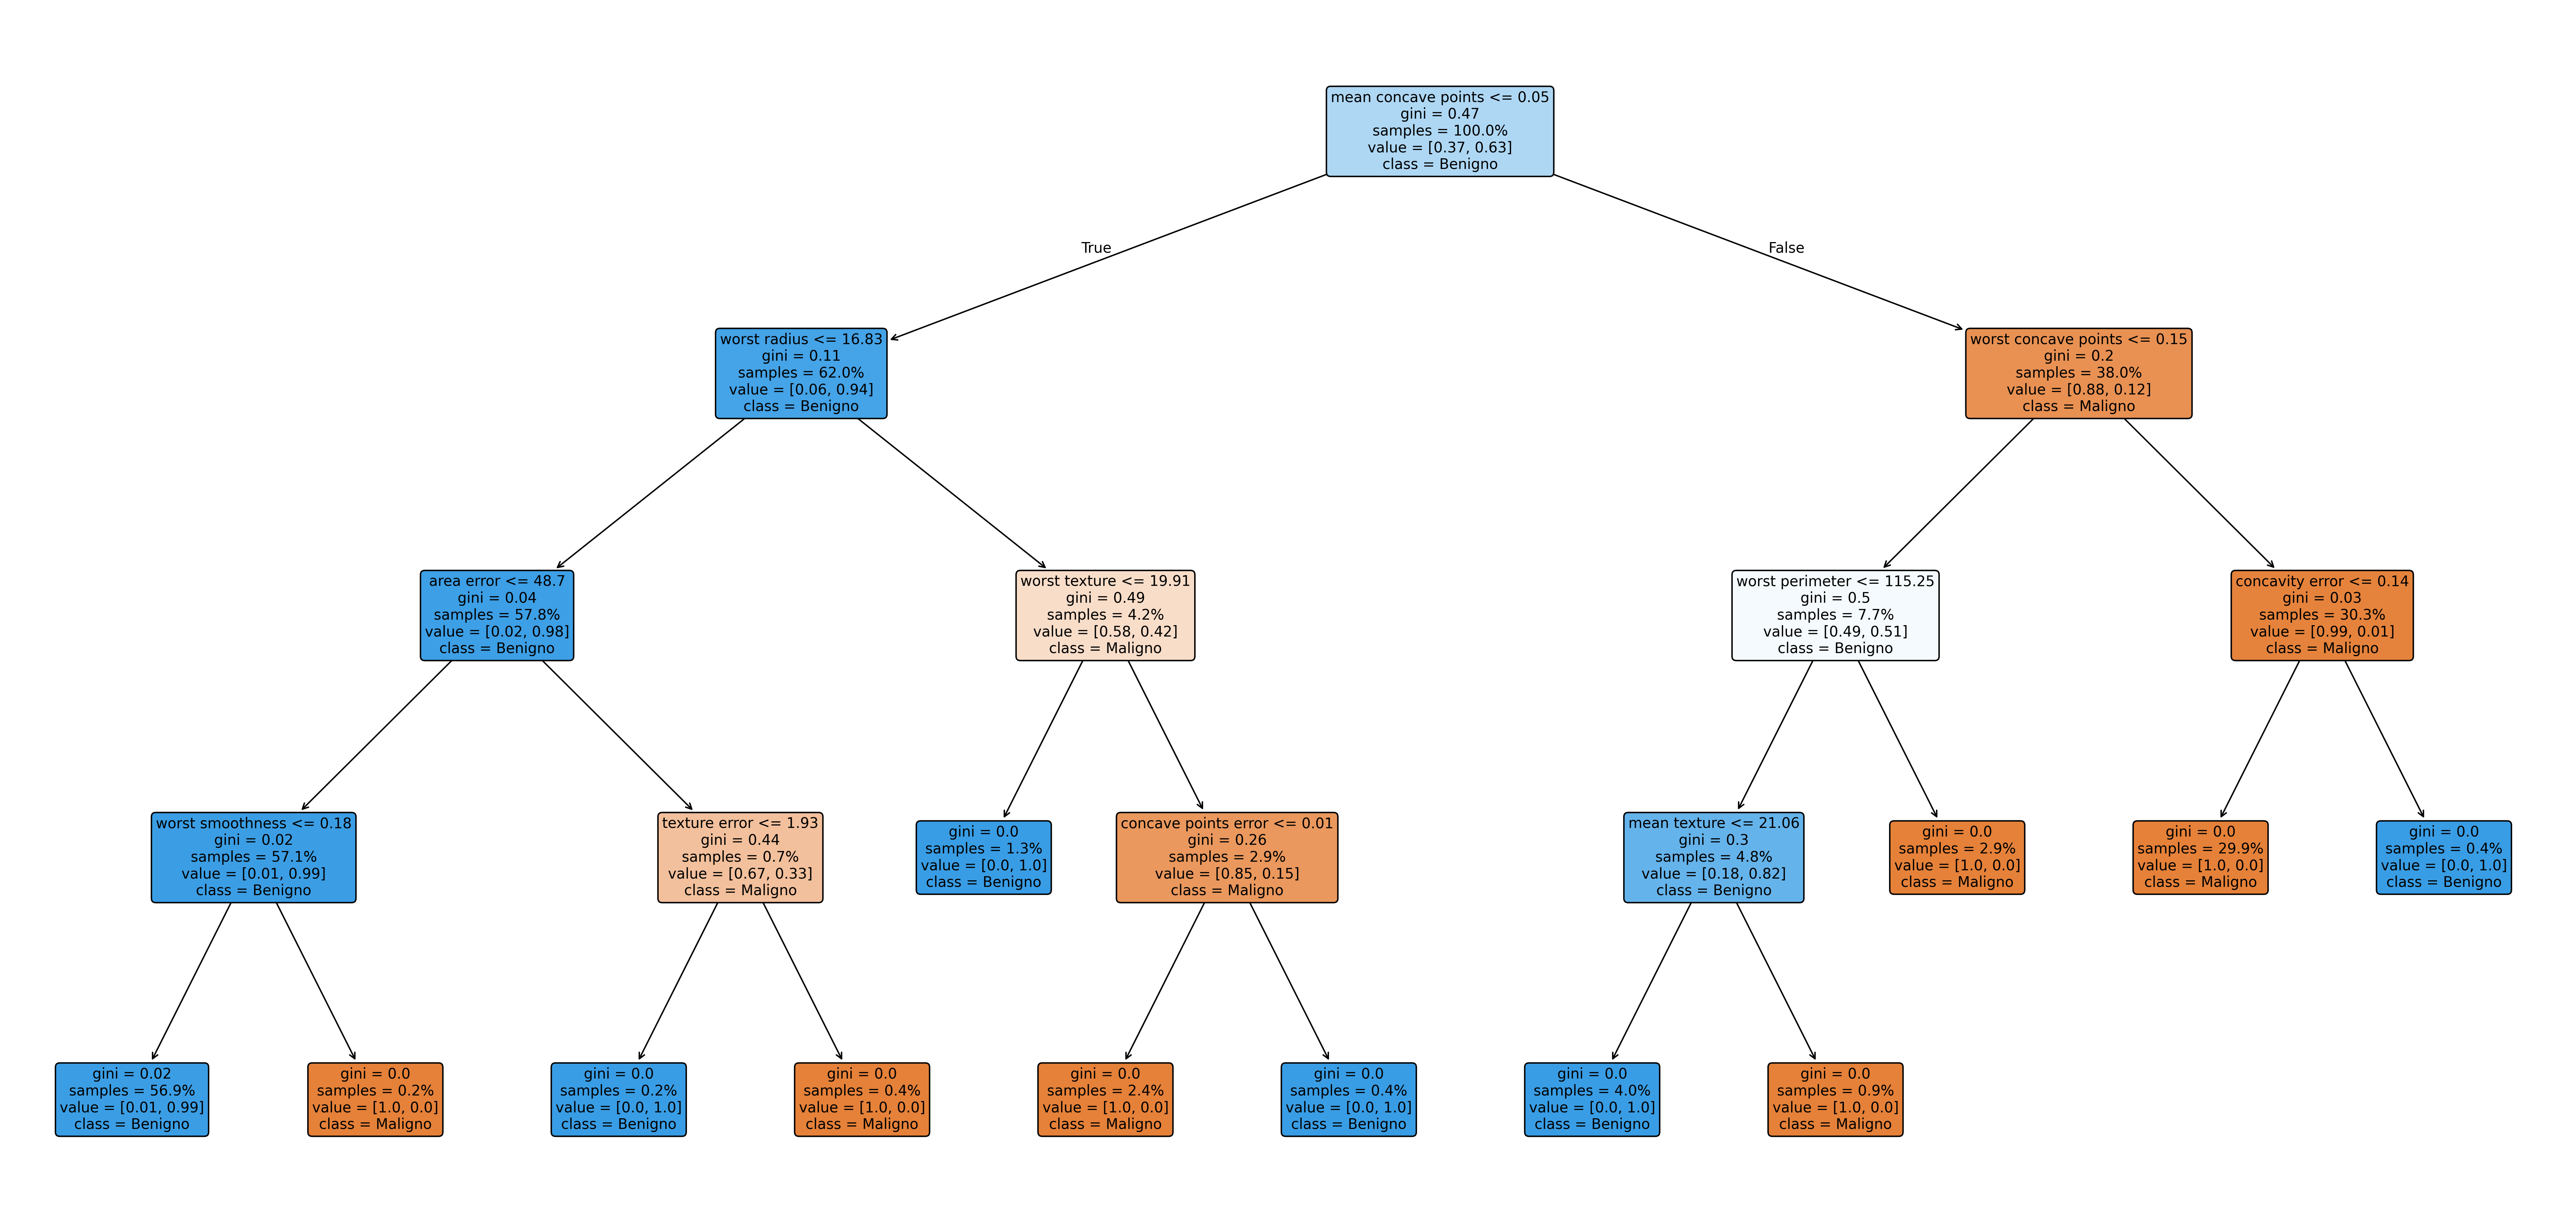 mean concave points <= 0.05
gini = 0.47
samples = 100.0%
value = [0.37, 0.63]
class = Benigno
True
False
worst radius <= 16.83
gini = 0.11
samples = 62.0%
value = [0.06, 0.94]
class = Benigno
worst concave points <= 0.15
gini = 0.2
samples = 38.0%
value = [0.88, 0.12]
class = Maligno
area error <= 48.7
gini = 0.04
samples = 57.8%
value = [0.02, 0.98]
class = Benigno
worst texture <= 19.91
gini = 0.49
samples = 4.2%
value = [0.58, 0.42]
class = Maligno
worst perimeter <= 115.25
gini = 0.5
samples = 7.7%
value = [0.49, 0.51]
class = Benigno
concavity error <= 0.14
gini = 0.03
samples = 30.3%
value = [0.99, 0.01]
class = Maligno
worst smoothness <= 0.18
gini = 0.02
samples = 57.1%
value = [0.01, 0.99]
class = Benigno
texture error <= 1.93
gini = 0.44
samples = 0.7%
value = [0.67, 0.33]
class = Maligno
gini = 0.0
samples = 1.3%
value = [0.0, 1.0]
class = Benigno
concave points error <= 0.01
gini = 0.26
samples = 2.9%
value = [0.85, 0.15]
class = Maligno
mean texture <= 21.06
gini = 0.3
samples = 4.8%
value = [0.18, 0.82]
class = Benigno
gini = 0.0
samples = 2.9%
value = [1.0, 0.0]
class = Maligno
gini = 0.0
samples = 29.9%
value = [1.0, 0.0]
class = Maligno
gini = 0.0
samples = 0.4%
value = [0.0, 1.0]
class = Benigno
gini = 0.02
samples = 56.9%
value = [0.01, 0.99]
class = Benigno
gini = 0.0
samples = 0.2%
value = [1.0, 0.0]
class = Maligno
gini = 0.0
samples = 0.2%
value = [0.0, 1.0]
class = Benigno
gini = 0.0
samples = 0.4%
value = [1.0, 0.0]
class = Maligno
gini = 0.0
samples = 2.4%
value = [1.0, 0.0]
class = Maligno
gini = 0.0
samples = 0.4%
value = [0.0, 1.0]
class = Benigno
gini = 0.0
samples = 4.0%
value = [0.0, 1.0]
class = Benigno
gini = 0.0
samples = 0.9%
value = [1.0, 0.0]
class = Maligno